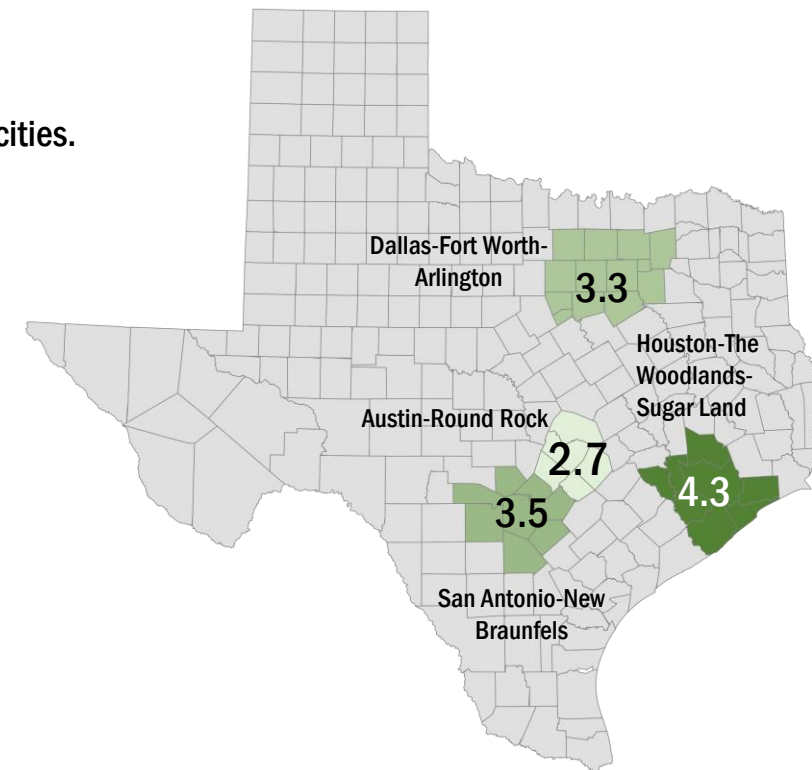 cities.
Dallas-Fort Worth-
Arlington
3.3
Houston-The
Woodlands-
Sugar Land
Austin-Round Rock
2.7
4.3
3.5
San Antonio-New
Braunfels